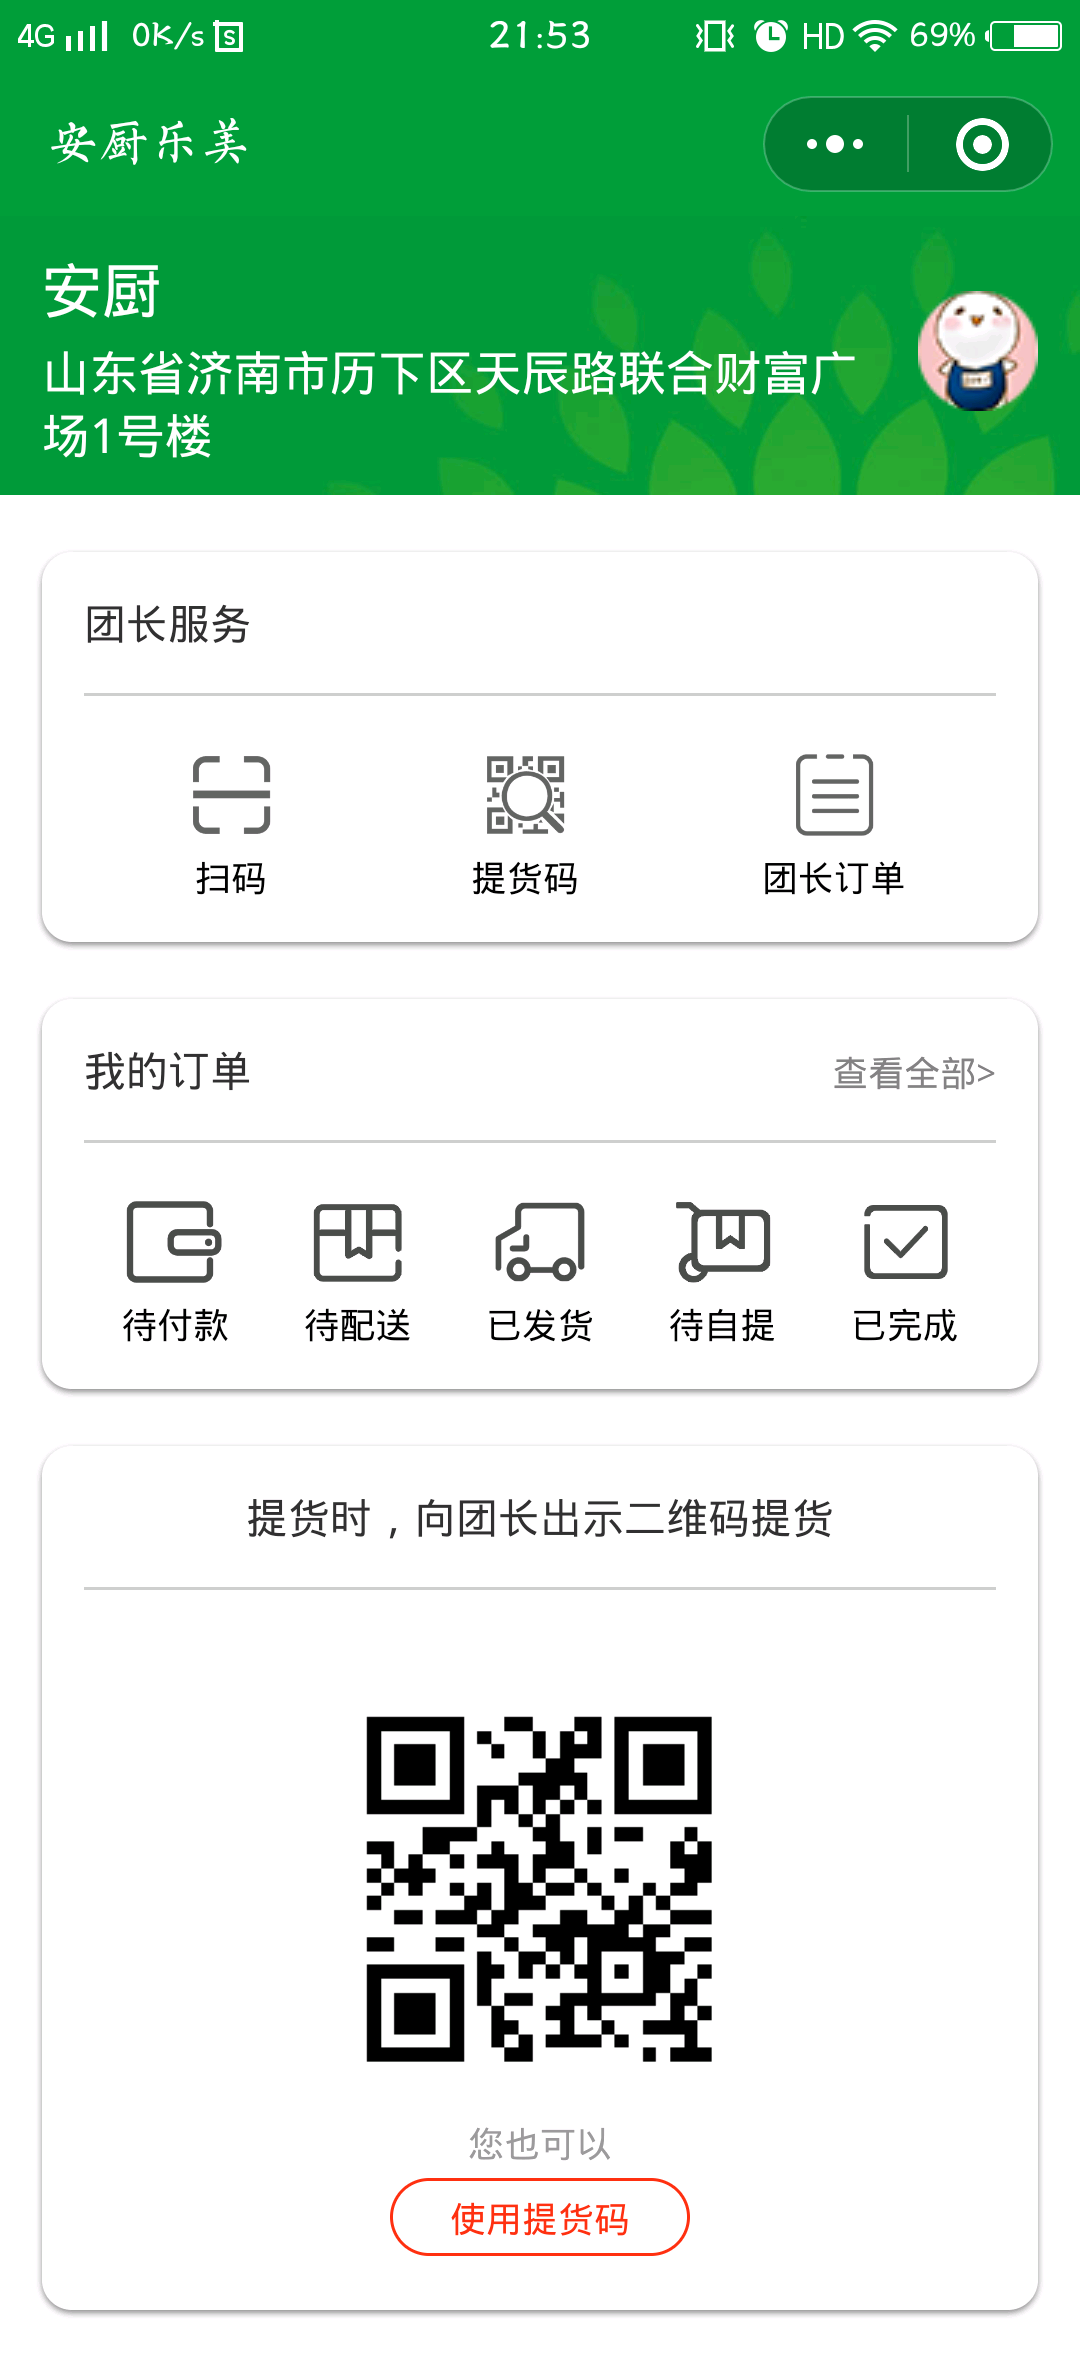 4G 0K/s 21:53 HD 69%
安厨乐美
安厨
山东省济南市历下区天辰路联合财富广
场1号楼
团长服务
扫码 提货码 团长订单
我的订单 查看全部>
待付款 待配送 已发货 待自提 已完成
提货时，向团长出示二维码提货
您也可以
使用提货码